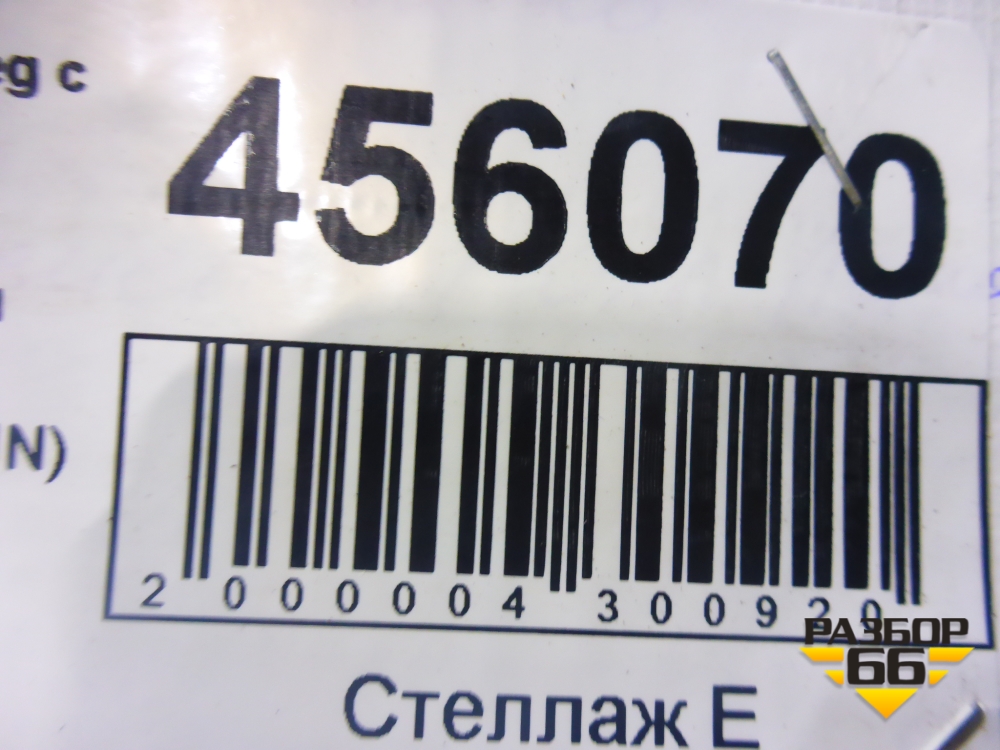 eg c
456070
N)
2 000004 300920
Стеллаж Е
РАЗБОР
66